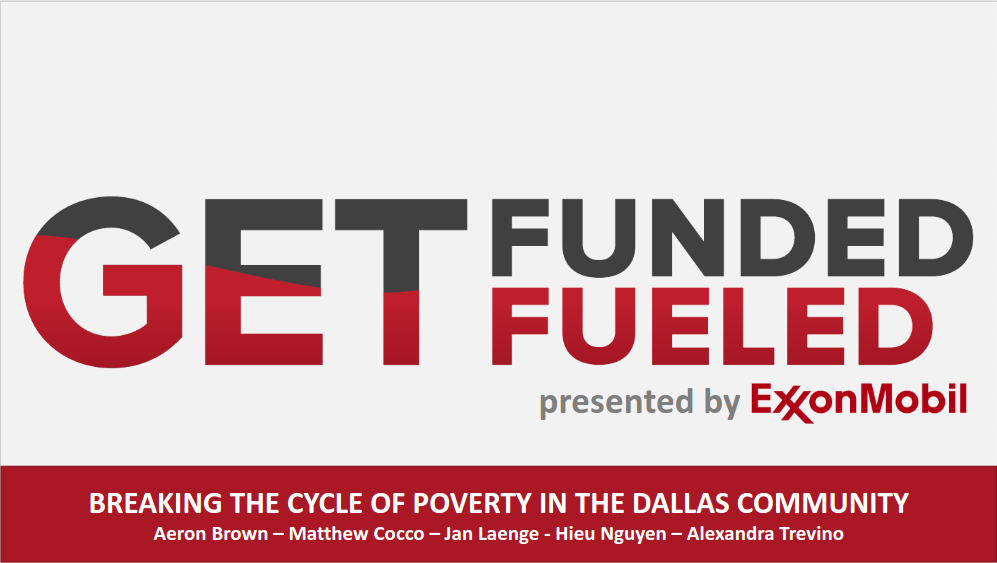 GET FUNDED
FUELED
presented by ExxonMobil
BREAKING THE CYCLE OF POVERTY IN THE DALLAS COMMUNITY
Aeron Brown – Matthew Cocco – Jan Laenge - Hieu Nguyen – Alexandra Trevino